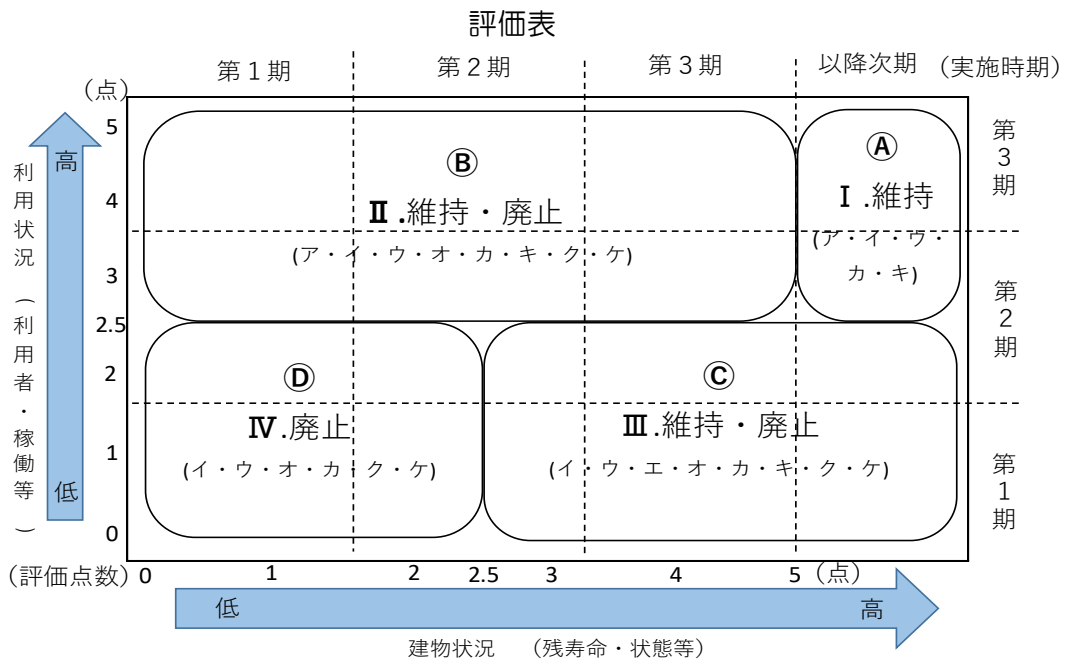 評価表
第１期 第２期 第３期 以降次期 (実施時期)
(点)
5
4
3
2.5
2
1
0
高
利用状況（利用者・稼働等）
低
Ⓑ
Ⅱ.維持・廃止
(ア・イ・ウ・オ・カ・キ・ク・ケ)
Ⓐ
Ⅰ.維持
(ア・イ・ウ・
カ・キ)
Ⓓ
Ⅳ.廃止
(イ・ウ・オ・カ・ク・ケ)
Ⓒ
Ⅲ.維持・廃止
(イ・ウ・エ・オ・カ・キ・ク・ケ)
第３期
第２期
第１期
(評価点数) 0 1 2 2.5 3 4 5 (点)
低 高
建物状況 （残寿命・状態等）